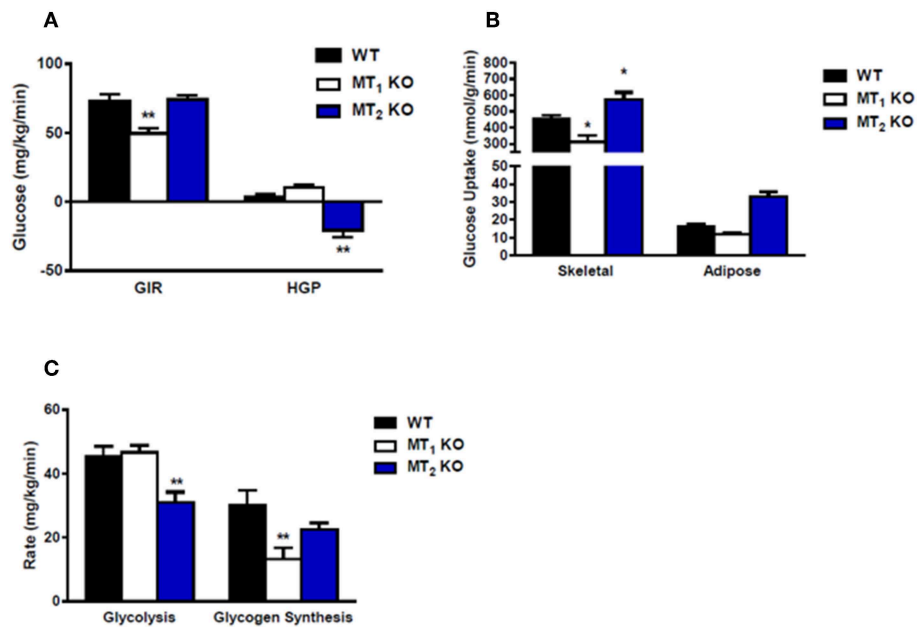 A
WT
MT1 KO
MT2 KO
Glucose (mg/kg/min)
100
50
0
-50
**
**
GIR
HGP
B
WT
MT1 KO
MT2 KO
Glucose Uptake (nmol/g/min)
800
700
600
500
400
300
50
40
30
20
10
0
*
*
Skeletal
Adipose
C
WT
MT1 KO
MT2 KO
Rate (mg/kg/min)
60
40
20
0
**
**
Glycolysis
Glycogen Synthesis